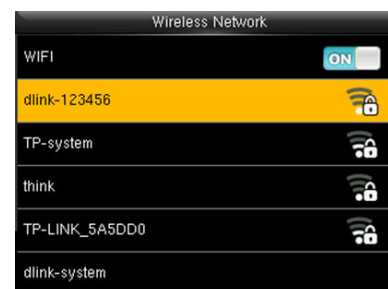 Wireless Network
WIFI
ON
dlink-123456
TP-system
think
TP-LINK_5A5DD0
dlink-system